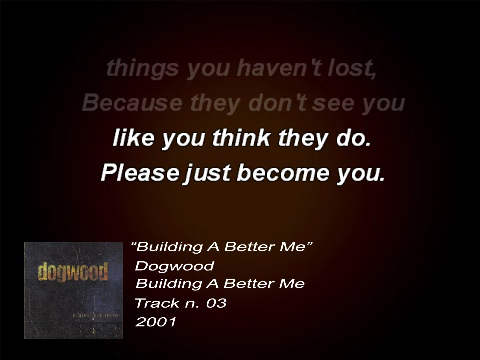 things you haven't lost,
Because they don't see you
like you think they do.
Please just become you.
"Building A Better Me"
dogwood
Dogwood
Building A Better Me
Track n. 03
2001